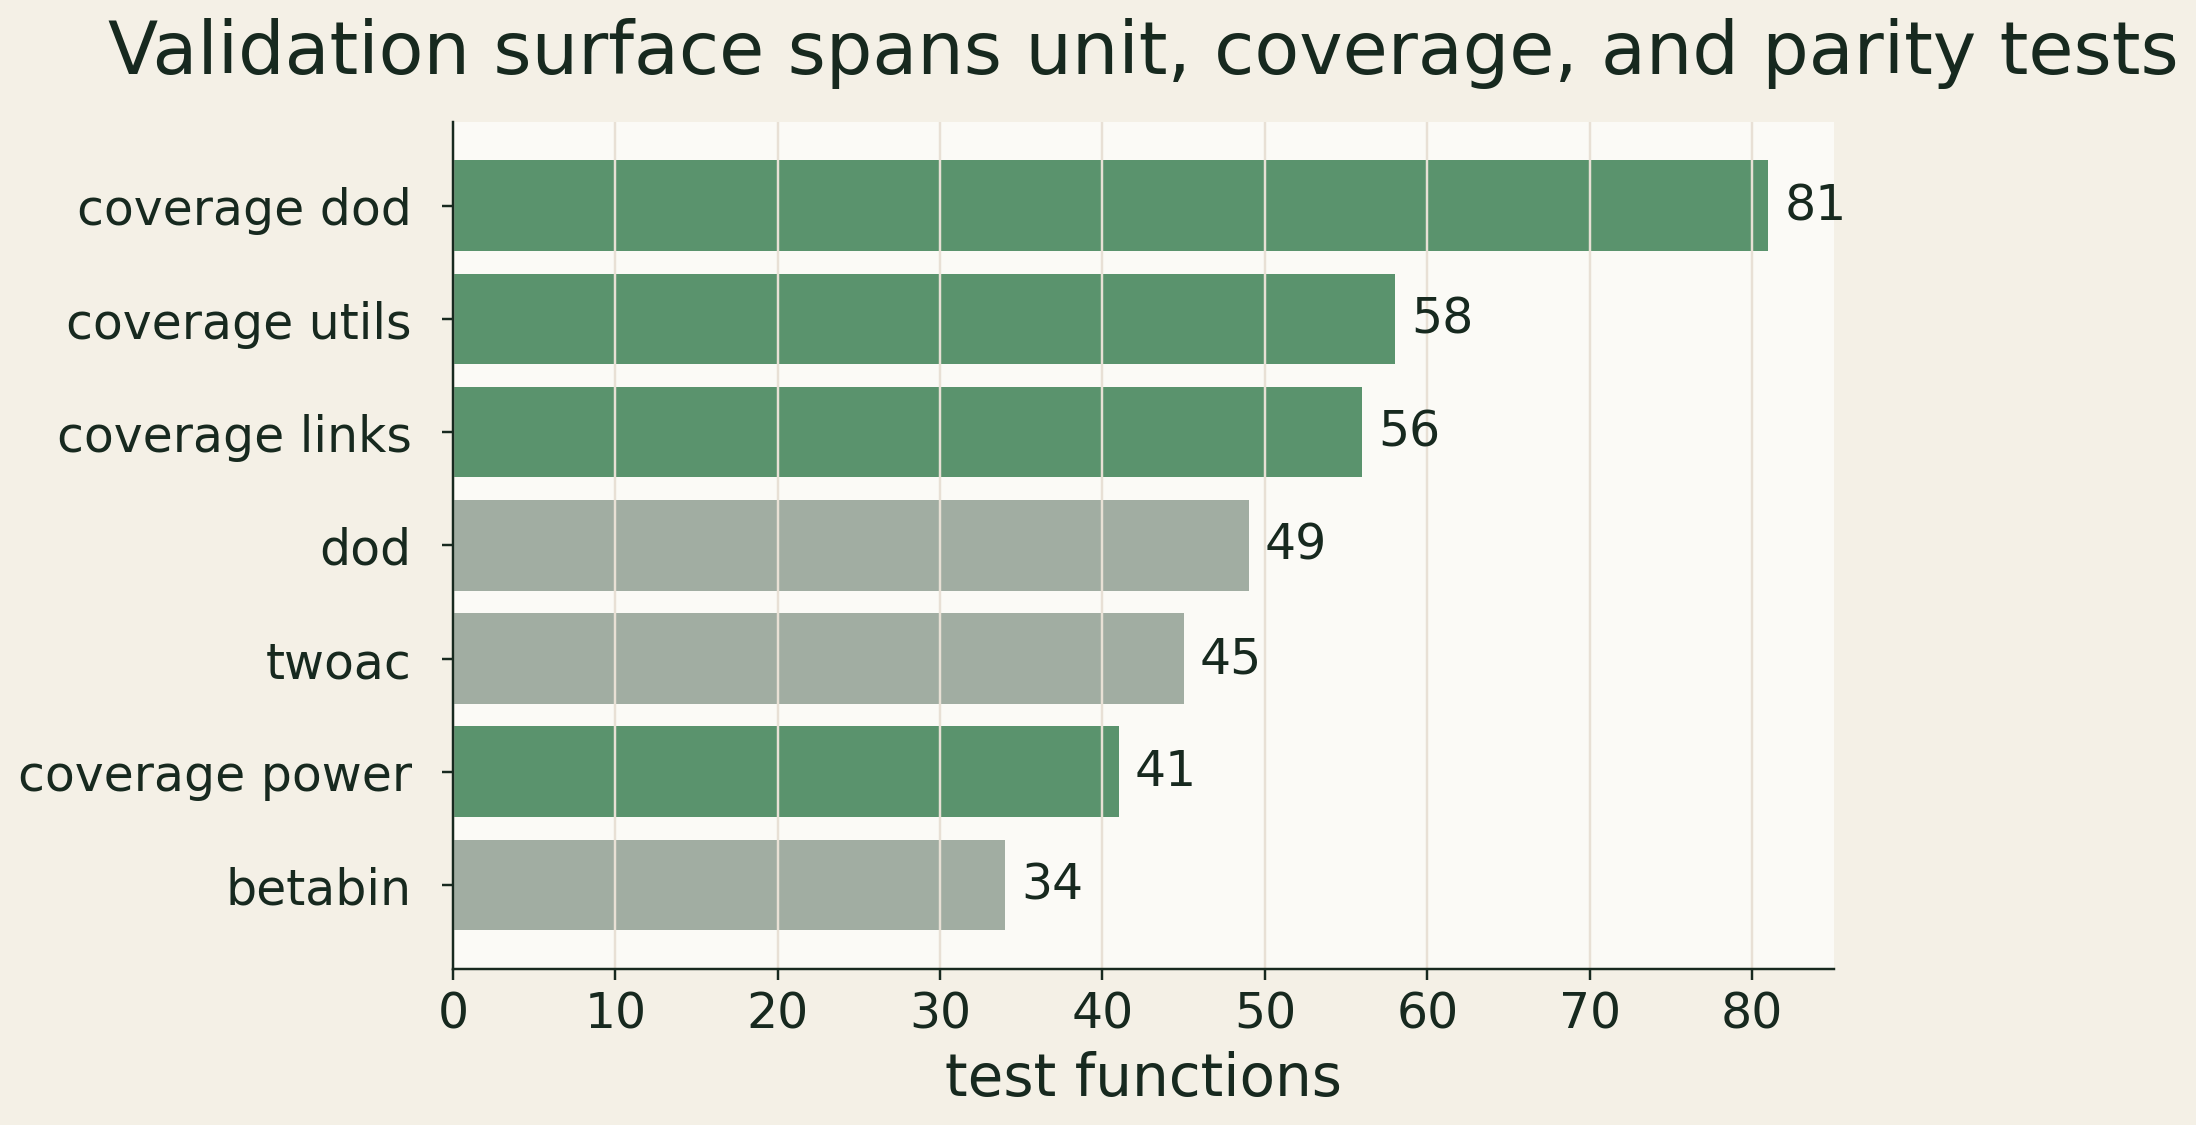 Validation surface spans unit, coverage, and parity tests
coverage dod 81
coverage utils 58
coverage links 56
dod 49
twoac 45
coverage power 41
betabin 34
0 10 20 30 40 50 60 70 80
test functions